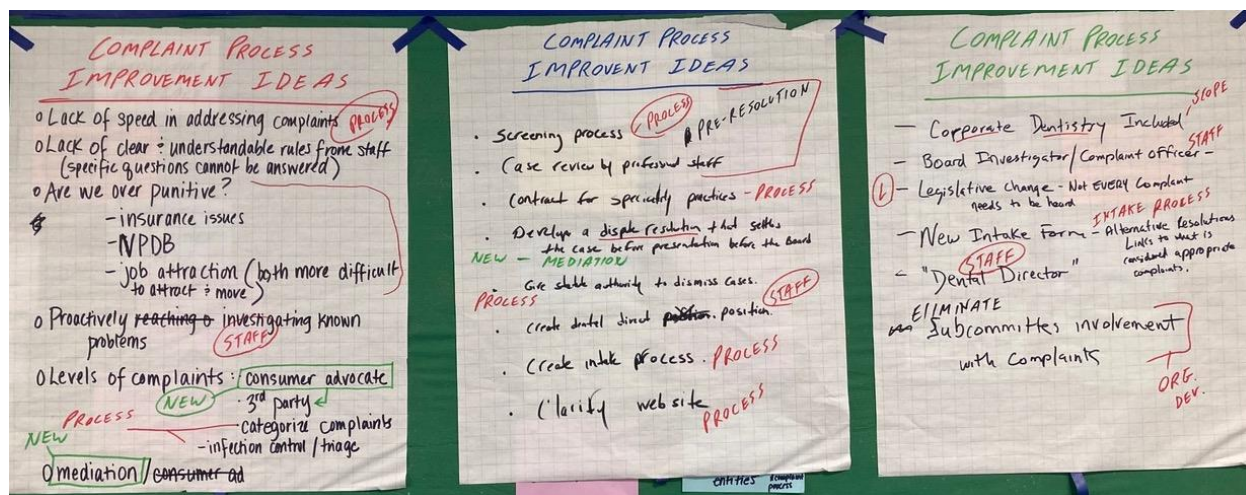 COMPLAINT PROCESS
IMPROVEMENT IDEAS
o Lack of speed in addressing complaints PROCESS
o Lack of clear & understandable rules frome staff
(specific questions cannot be answered)
o Are we over punitive?
- insurance issues
- NPDB
- job attraction (both more difficult
to attract & move)
o Proactively reaching o investigating known
problems STAFF
o Levels of complaints: consumer advocate
NEW · 3rd party
PROCESS - categorize complaints
- infection control / triage
NEW
o mediation / consumer ad
COMPLAINT PROCESS
IMPROVENT IDEAS
· Screening process PROCESS PRE-RESOLUTION
· Case review by professional staff
· Contract for specialty practices - PROCESS
· Develop a dispute resolution that settles
the case before presentation before the Board
NEW - MEDIATION
· Give staff authority to dismiss cases.
PROCESS STAFF
· Create dental direct position. position.
· Create intake process. PROCESS
· Clarify website PROCESS
COMPLAINT PROCESS
IMPROVEMENT IDEAS
SCOPE
- Corporate Dentistry Included
- Board Investigator/Complaint officer - STAFF
L - Legislative Change - Not EVERY Complaint
needs to be heard
INTAKE PROCESS
- New Intake Form - Alternative Resolutions
Links to what is
considered appropriate
complaints.
STAFF
- "Dental Director"
ELIMINATE
Subcommittes involvement
with Complaints
ORG.
DEV.
entities complaint
process